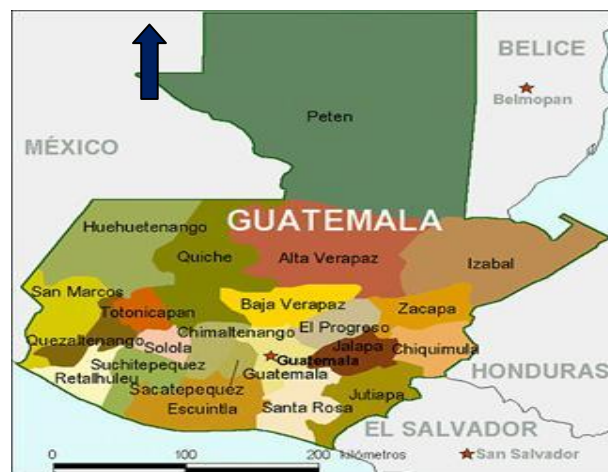 BELICE
Belmopan
Peten
MÉXICO
GUATEMALA
Huehuetenango
Quiche
Alta Verapaz
Izabal
San Marcos
Totonicapan
Baja Verapaz
Zacapa
El Progroso
Quezaltenango
Solola
Chimaltenango
Jalapa
Chiquimula
Guatemala
Suchitepequez
Guatemala
Retalhuleu
Sacatepequez
HONDURAS
Escuintla
Santa Rosa
Jutiapa
EL SALVADOR
San Salvador
0 100 200 kilómetros